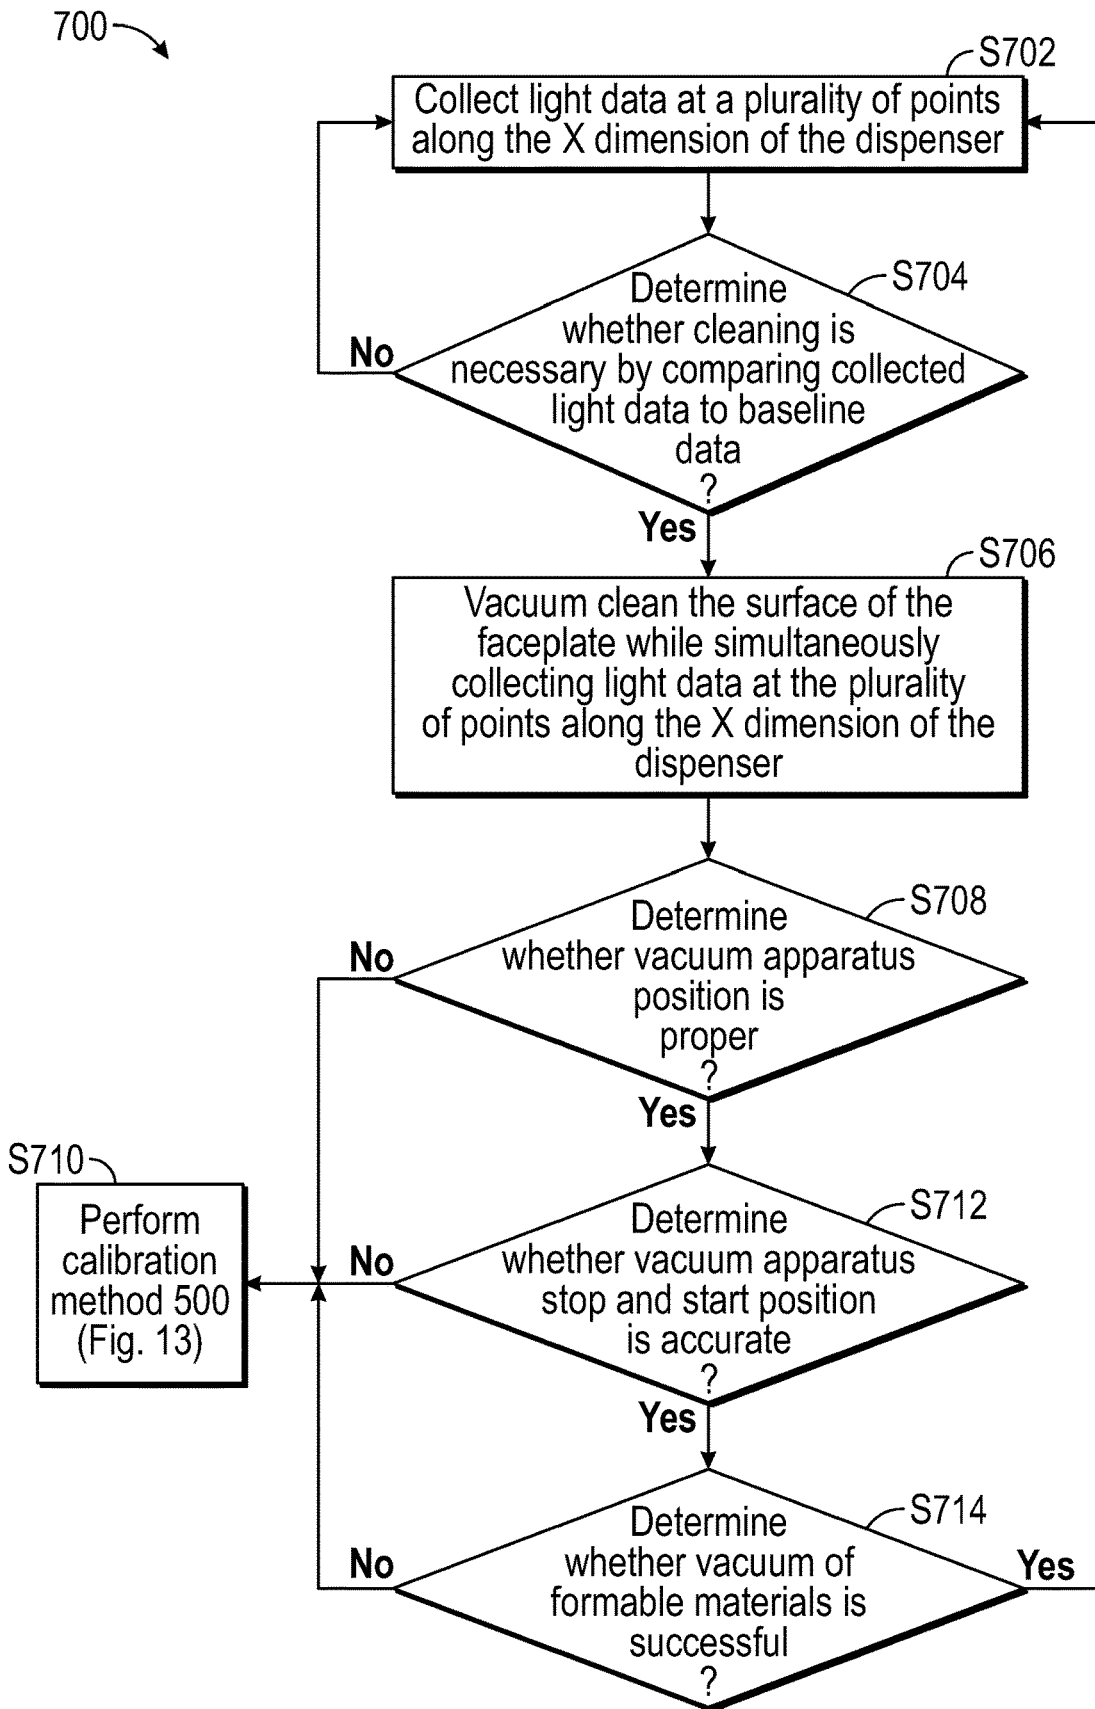 700
S702
Collect light data at a plurality of points
along the X dimension of the dispenser
S704
Determine
whether cleaning is
necessary by comparing collected
light data to baseline
data
?
No
Yes
S706
Vacuum clean the surface of the
faceplate while simultaneously
collecting light data at the plurality
of points along the X dimension of the
dispenser
S708
Determine
whether vacuum apparatus
position is
proper
?
No
Yes
S710
Perform
calibration
method 500
(Fig. 13)
S712
Determine
whether vacuum apparatus
stop and start position
is accurate
?
No
Yes
S714
Determine
whether vacuum of
formable materials is
successful
?
No
Yes